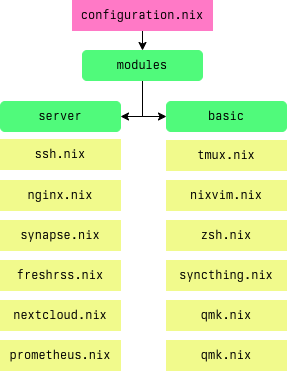 configuration.nix
modules
server
basic
ssh.nix
tmux.nix
nginx.nix
nixvim.nix
synapse.nix
zsh.nix
freshrss.nix
syncthing.nix
nextcloud.nix
qmk.nix
prometheus.nix
qmk.nix